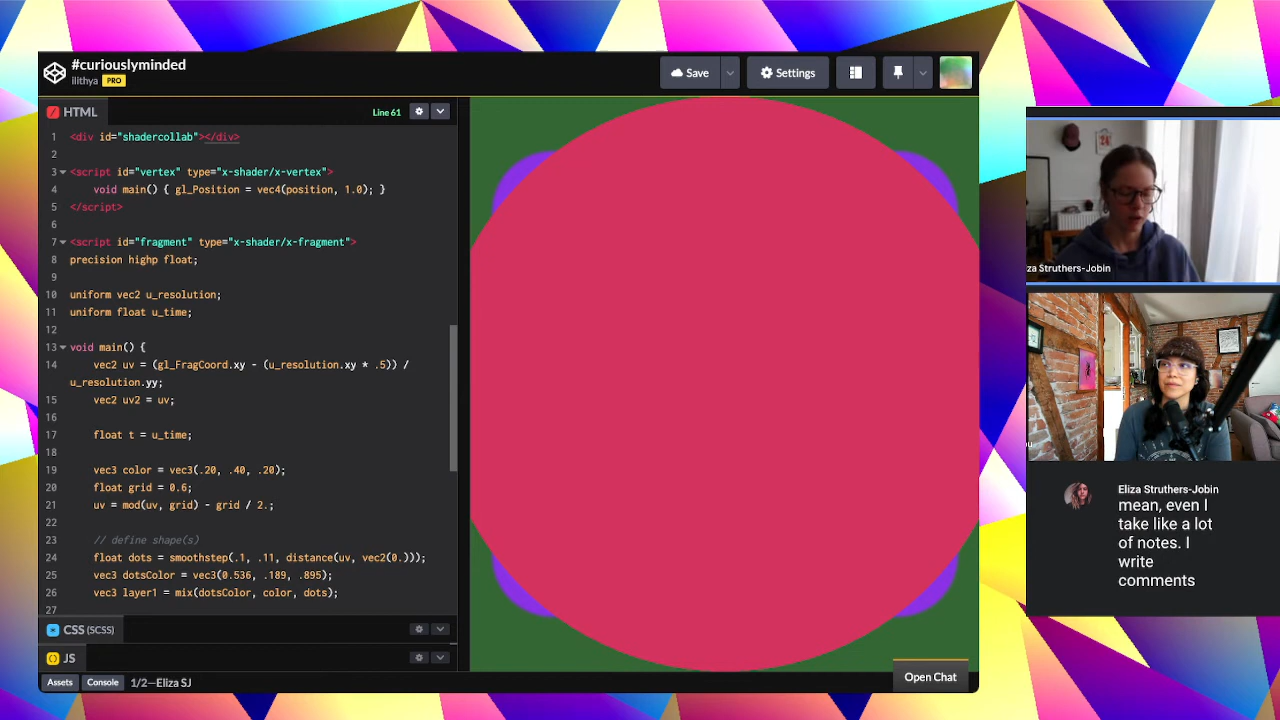 #curiouslyminded
ilithya PRO
Save
Settings
HTML
Line 61
1 <div id="shadercollab"></div>
2
3 <script id="vertex" type="x-shader/x-vertex">
4 void main() { gl_Position = vec4(position, 1.0); }
5 </script>
6
7 <script id="fragment" type="x-shader/x-fragment">
8 precision highp float;
9
10 uniform vec2 u_resolution;
11 uniform float u_time;
12
13 void main() {
14 vec2 uv = (gl_FragCoord.xy - (u_resolution.xy * .5)) /
u_resolution.yy;
15 vec2 uv2 = uv;
16
17 float t = u_time;
18
19 vec3 color = vec3(.20, .40, .20);
20 float grid = 0.6;
21 uv = mod(uv, grid) - grid / 2.;
22
23 // define shape(s)
24 float dots = smoothstep(.1, .11, distance(uv, vec2(0.)));
25 vec3 dotsColor = vec3(0.536, .189, .895);
26 vec3 layer1 = mix(dotsColor, color, dots);
27
CSS (SCSS)
JS
Assets
Console
1/2—Eliza SJ
Open Chat
za Struthers-Jobin
ou
Eliza Struthers-Jobin
mean, even I
take like a lot
of notes. I
write
comments